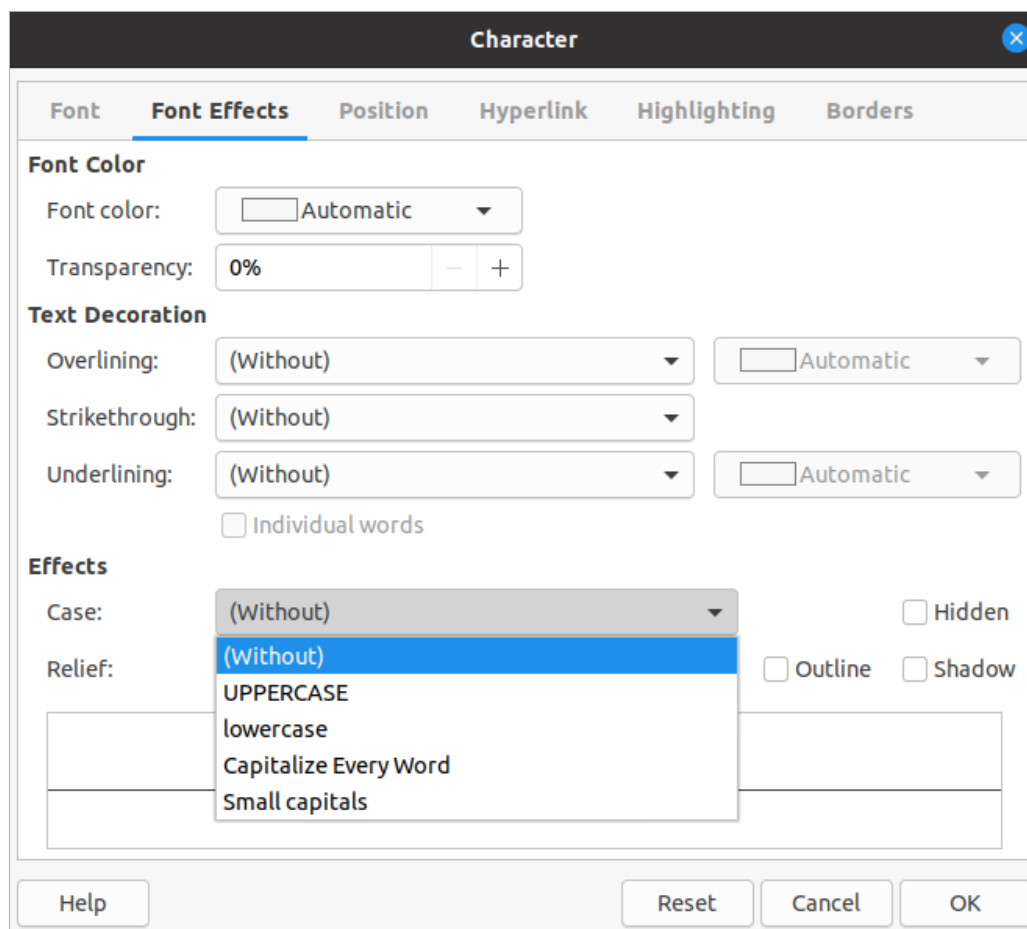 Character
Font Font Effects Position Hyperlink Highlighting Borders
Font Color
Font color: Automatic
Transparency: 0%
Text Decoration
Overlining: (Without) Automatic
Strikethrough: (Without)
Underlining: (Without) Automatic
Individual words
Effects
Case: (Without) Hidden
(Without)
Relief: Outline Shadow
UPPERCASE
lowercase
Capitalize Every Word
Small capitals
Help Reset Cancel OK